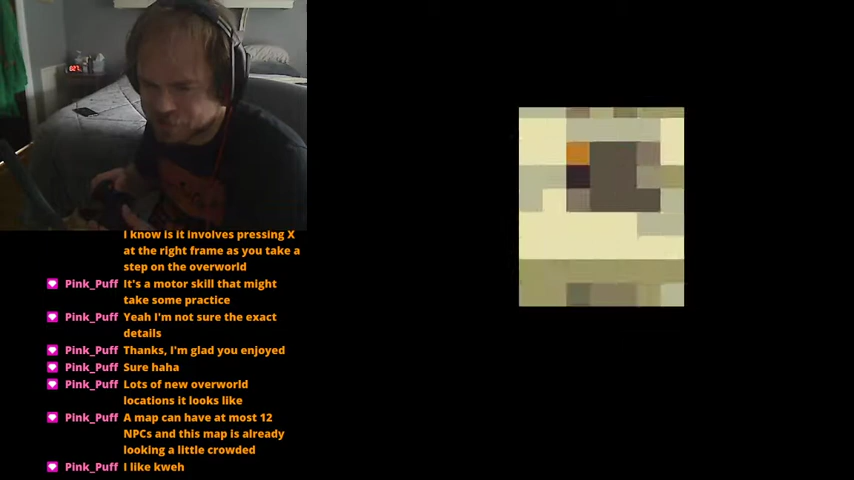 I know is it involves pressing X
at the right frame as you take a
step on the overworld
Pink_Puff It's a motor skill that might
take some practice
Pink_Puff Yeah I'm not sure the exact
details
Pink_Puff Thanks, I'm glad you enjoyed
Pink_Puff Sure haha
Pink_Puff Lots of new overworld
locations it looks like
Pink_Puff A map can have at most 12
NPCs and this map is already
looking a little crowded
Pink_Puff I like kweh